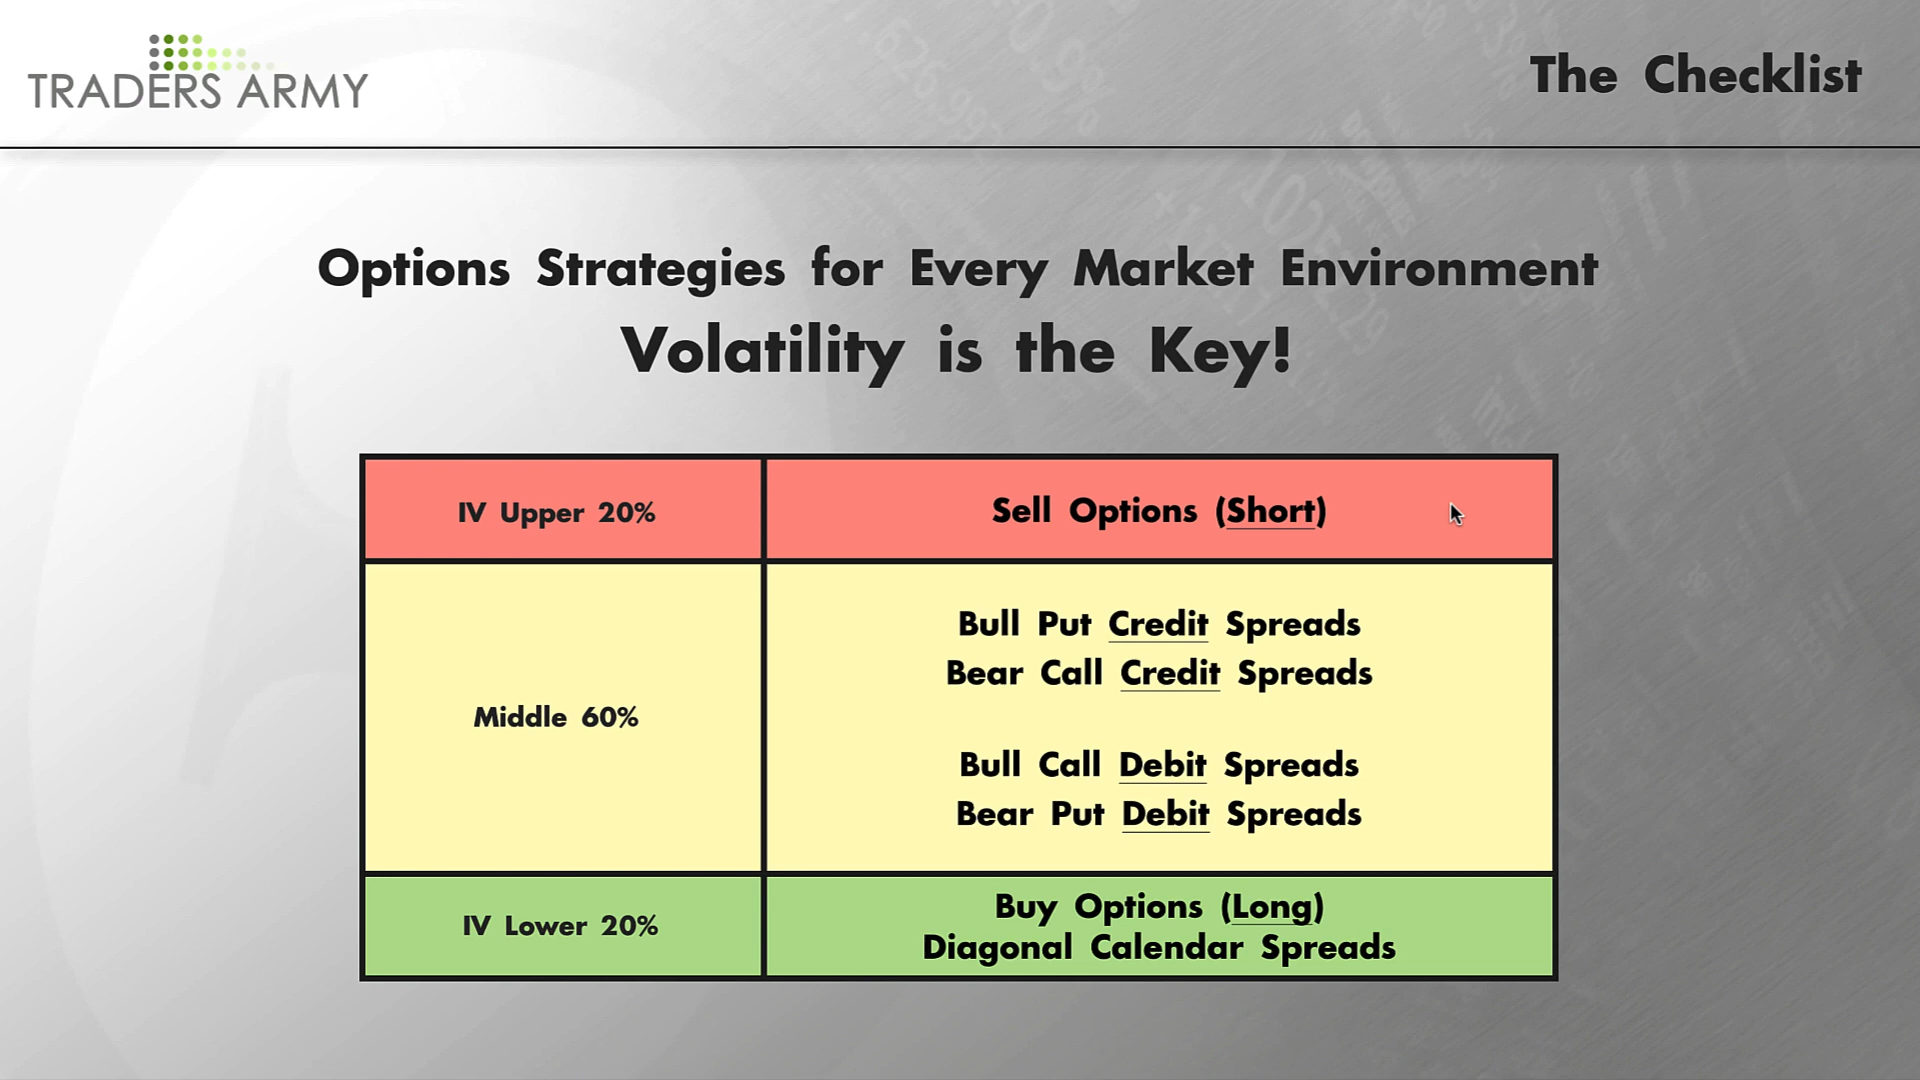 TRADERS ARMY
The Checklist
Options Strategies for Every Market Environment
Volatility is the Key!
IV Upper 20%
Sell Options (Short)
Middle 60%
Bull Put Credit Spreads
Bear Call Credit Spreads
Bull Call Debit Spreads
Bear Put Debit Spreads
IV Lower 20%
Buy Options (Long)
Diagonal Calendar Spreads